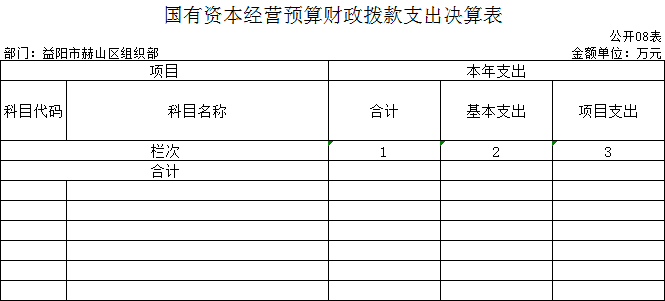 国有资本经营预算财政拨款支出决算表
公开08表
部门：益阳市赫山区组织部 金额单位：万元
项目 本年支出
科目代码 科目名称 合计 基本支出 项目支出
栏次 1 2 3
合计